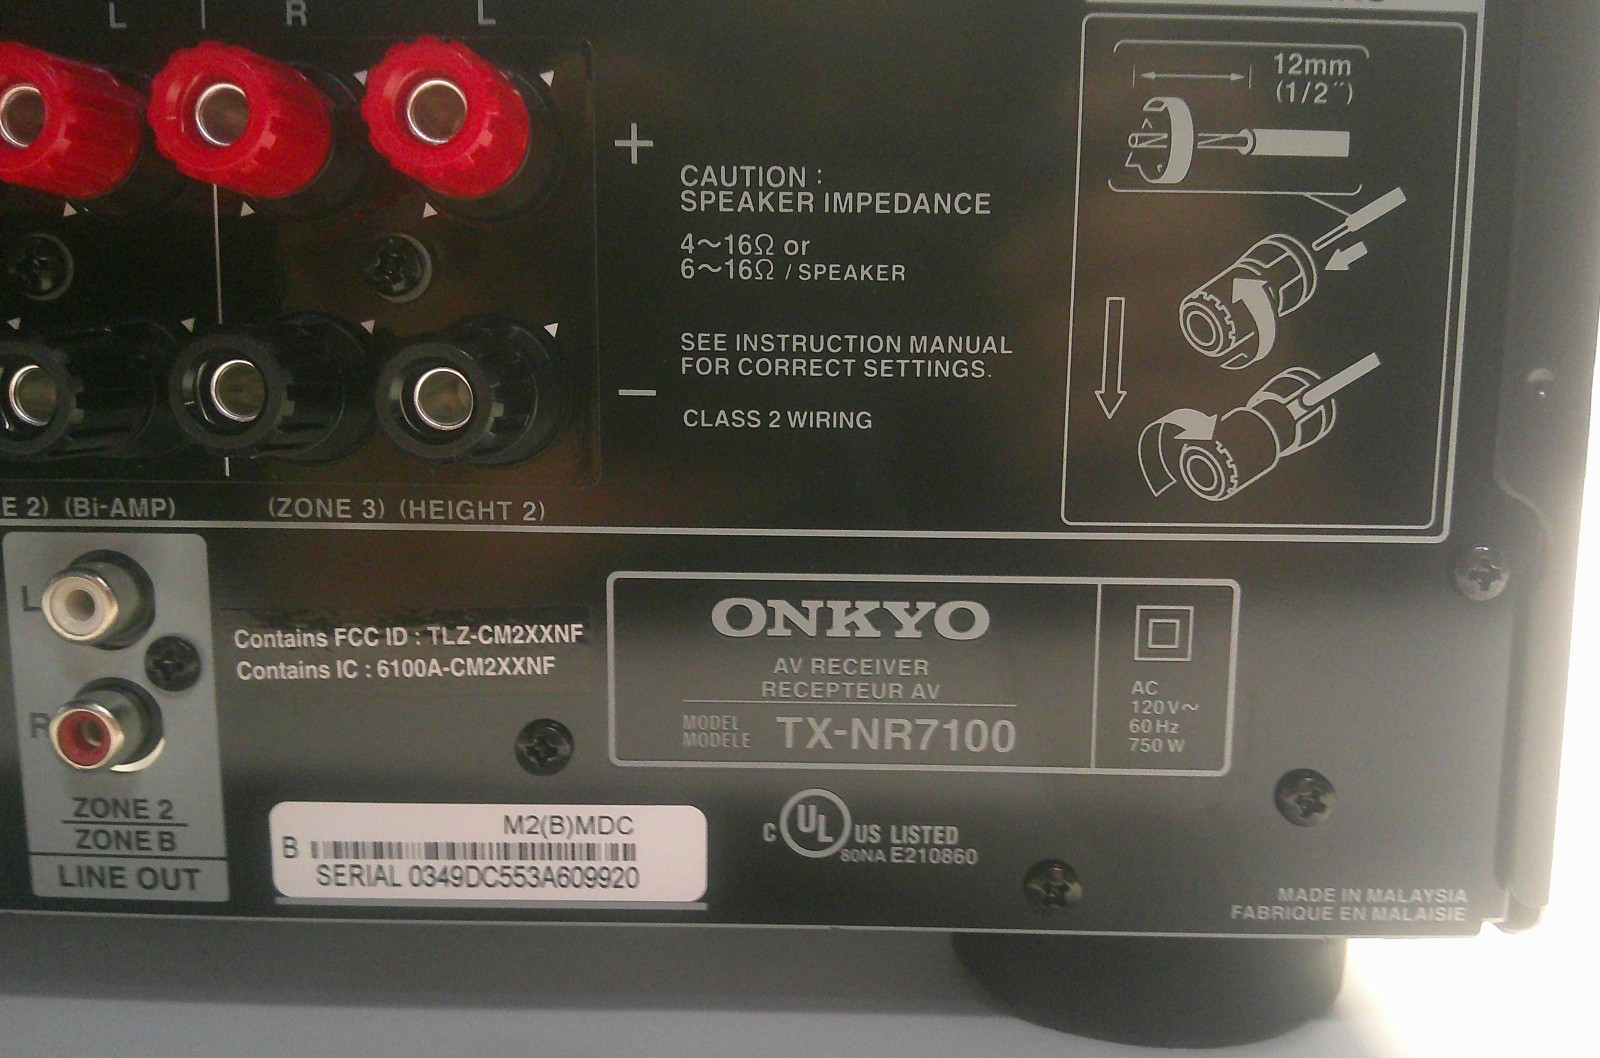 L R L
12mm
(1/2˝)
+
CAUTION :
SPEAKER IMPEDANCE
4~16Ω or
6~16Ω / SPEAKER
SEE INSTRUCTION MANUAL
FOR CORRECT SETTINGS.
−
CLASS 2 WIRING
E 2) (Bi-AMP) (ZONE 3) (HEIGHT 2)
L
R
ZONE 2
ZONE B
LINE OUT
Contains FCC ID : TLZ-CM2XXNF
Contains IC : 6100A-CM2XXNF
ONKYO
AV RECEIVER
RECEPTEUR AV
MODEL
MODELE
TX-NR7100
AC
120V~
60Hz
750W
M2(B)MDC
B
SERIAL 0349DC553A609920
C UL US LISTED
80NA E210860
MADE IN MALAYSIA
FABRIQUE EN MALAISIE